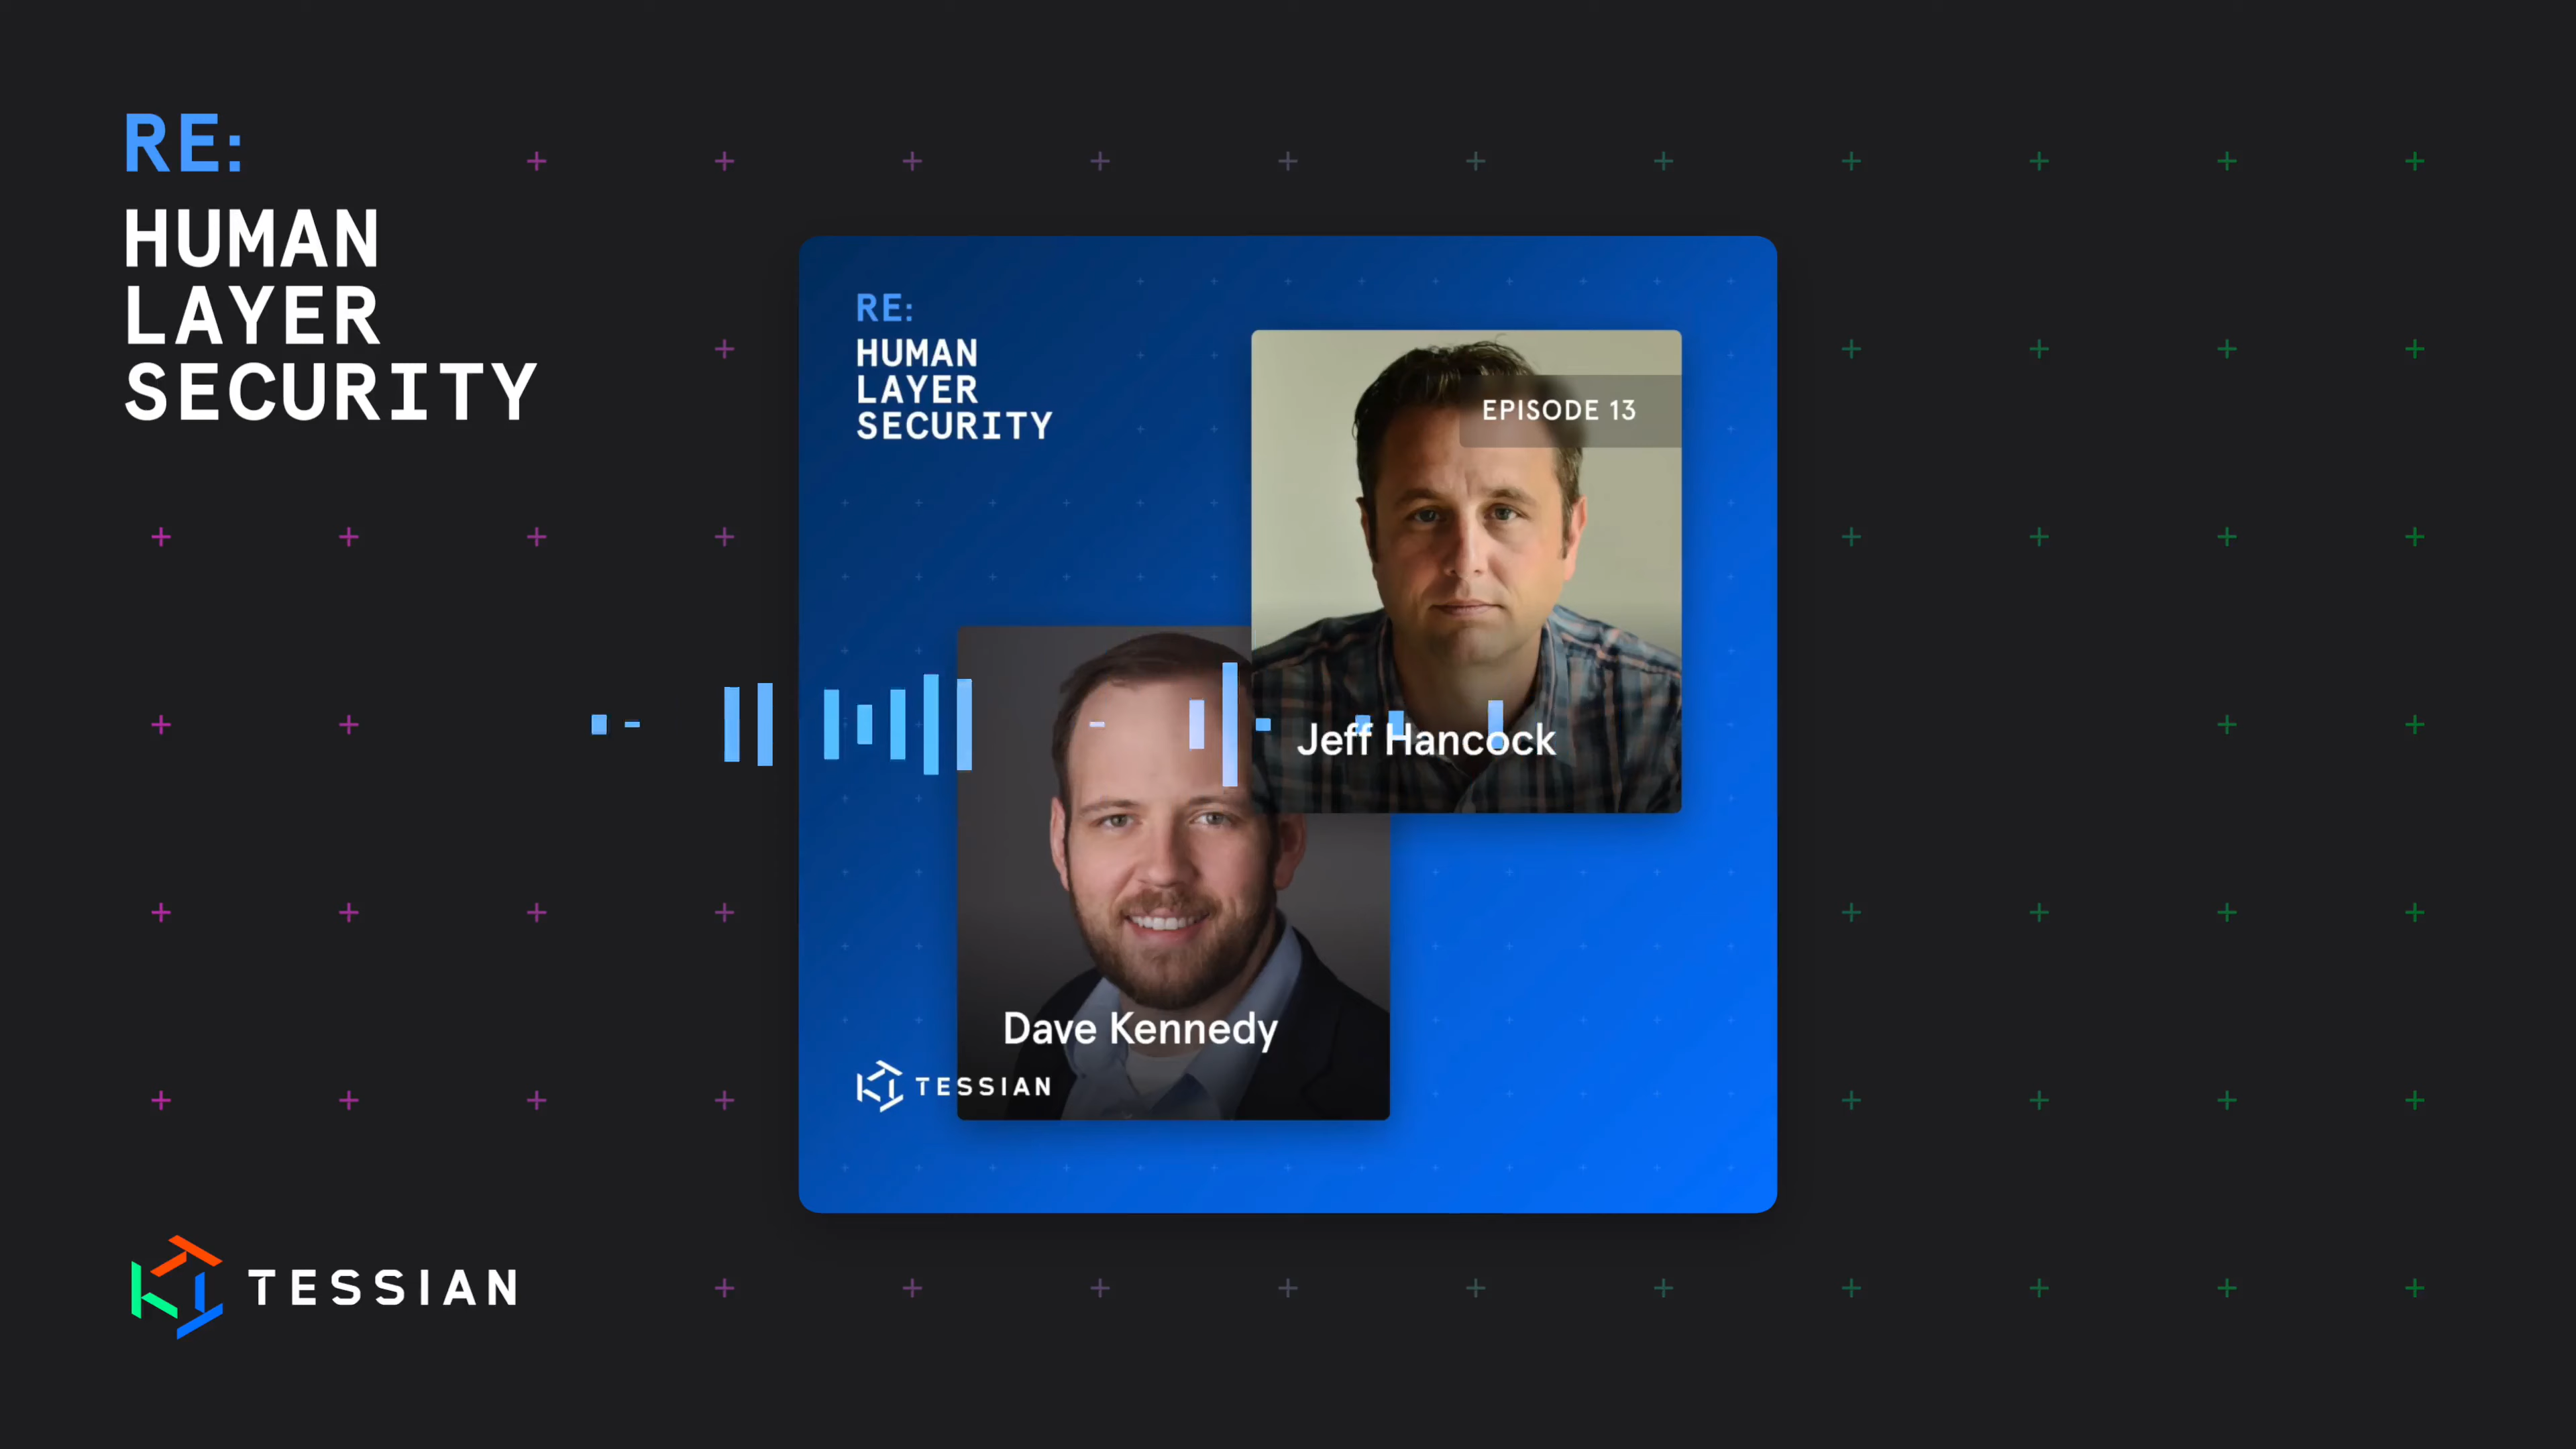 RE:
HUMAN
LAYER
SECURITY
RE:
HUMAN
LAYER
SECURITY
EPISODE 13
Jeff Hancock
Dave Kennedy
TESSIAN
TESSIAN